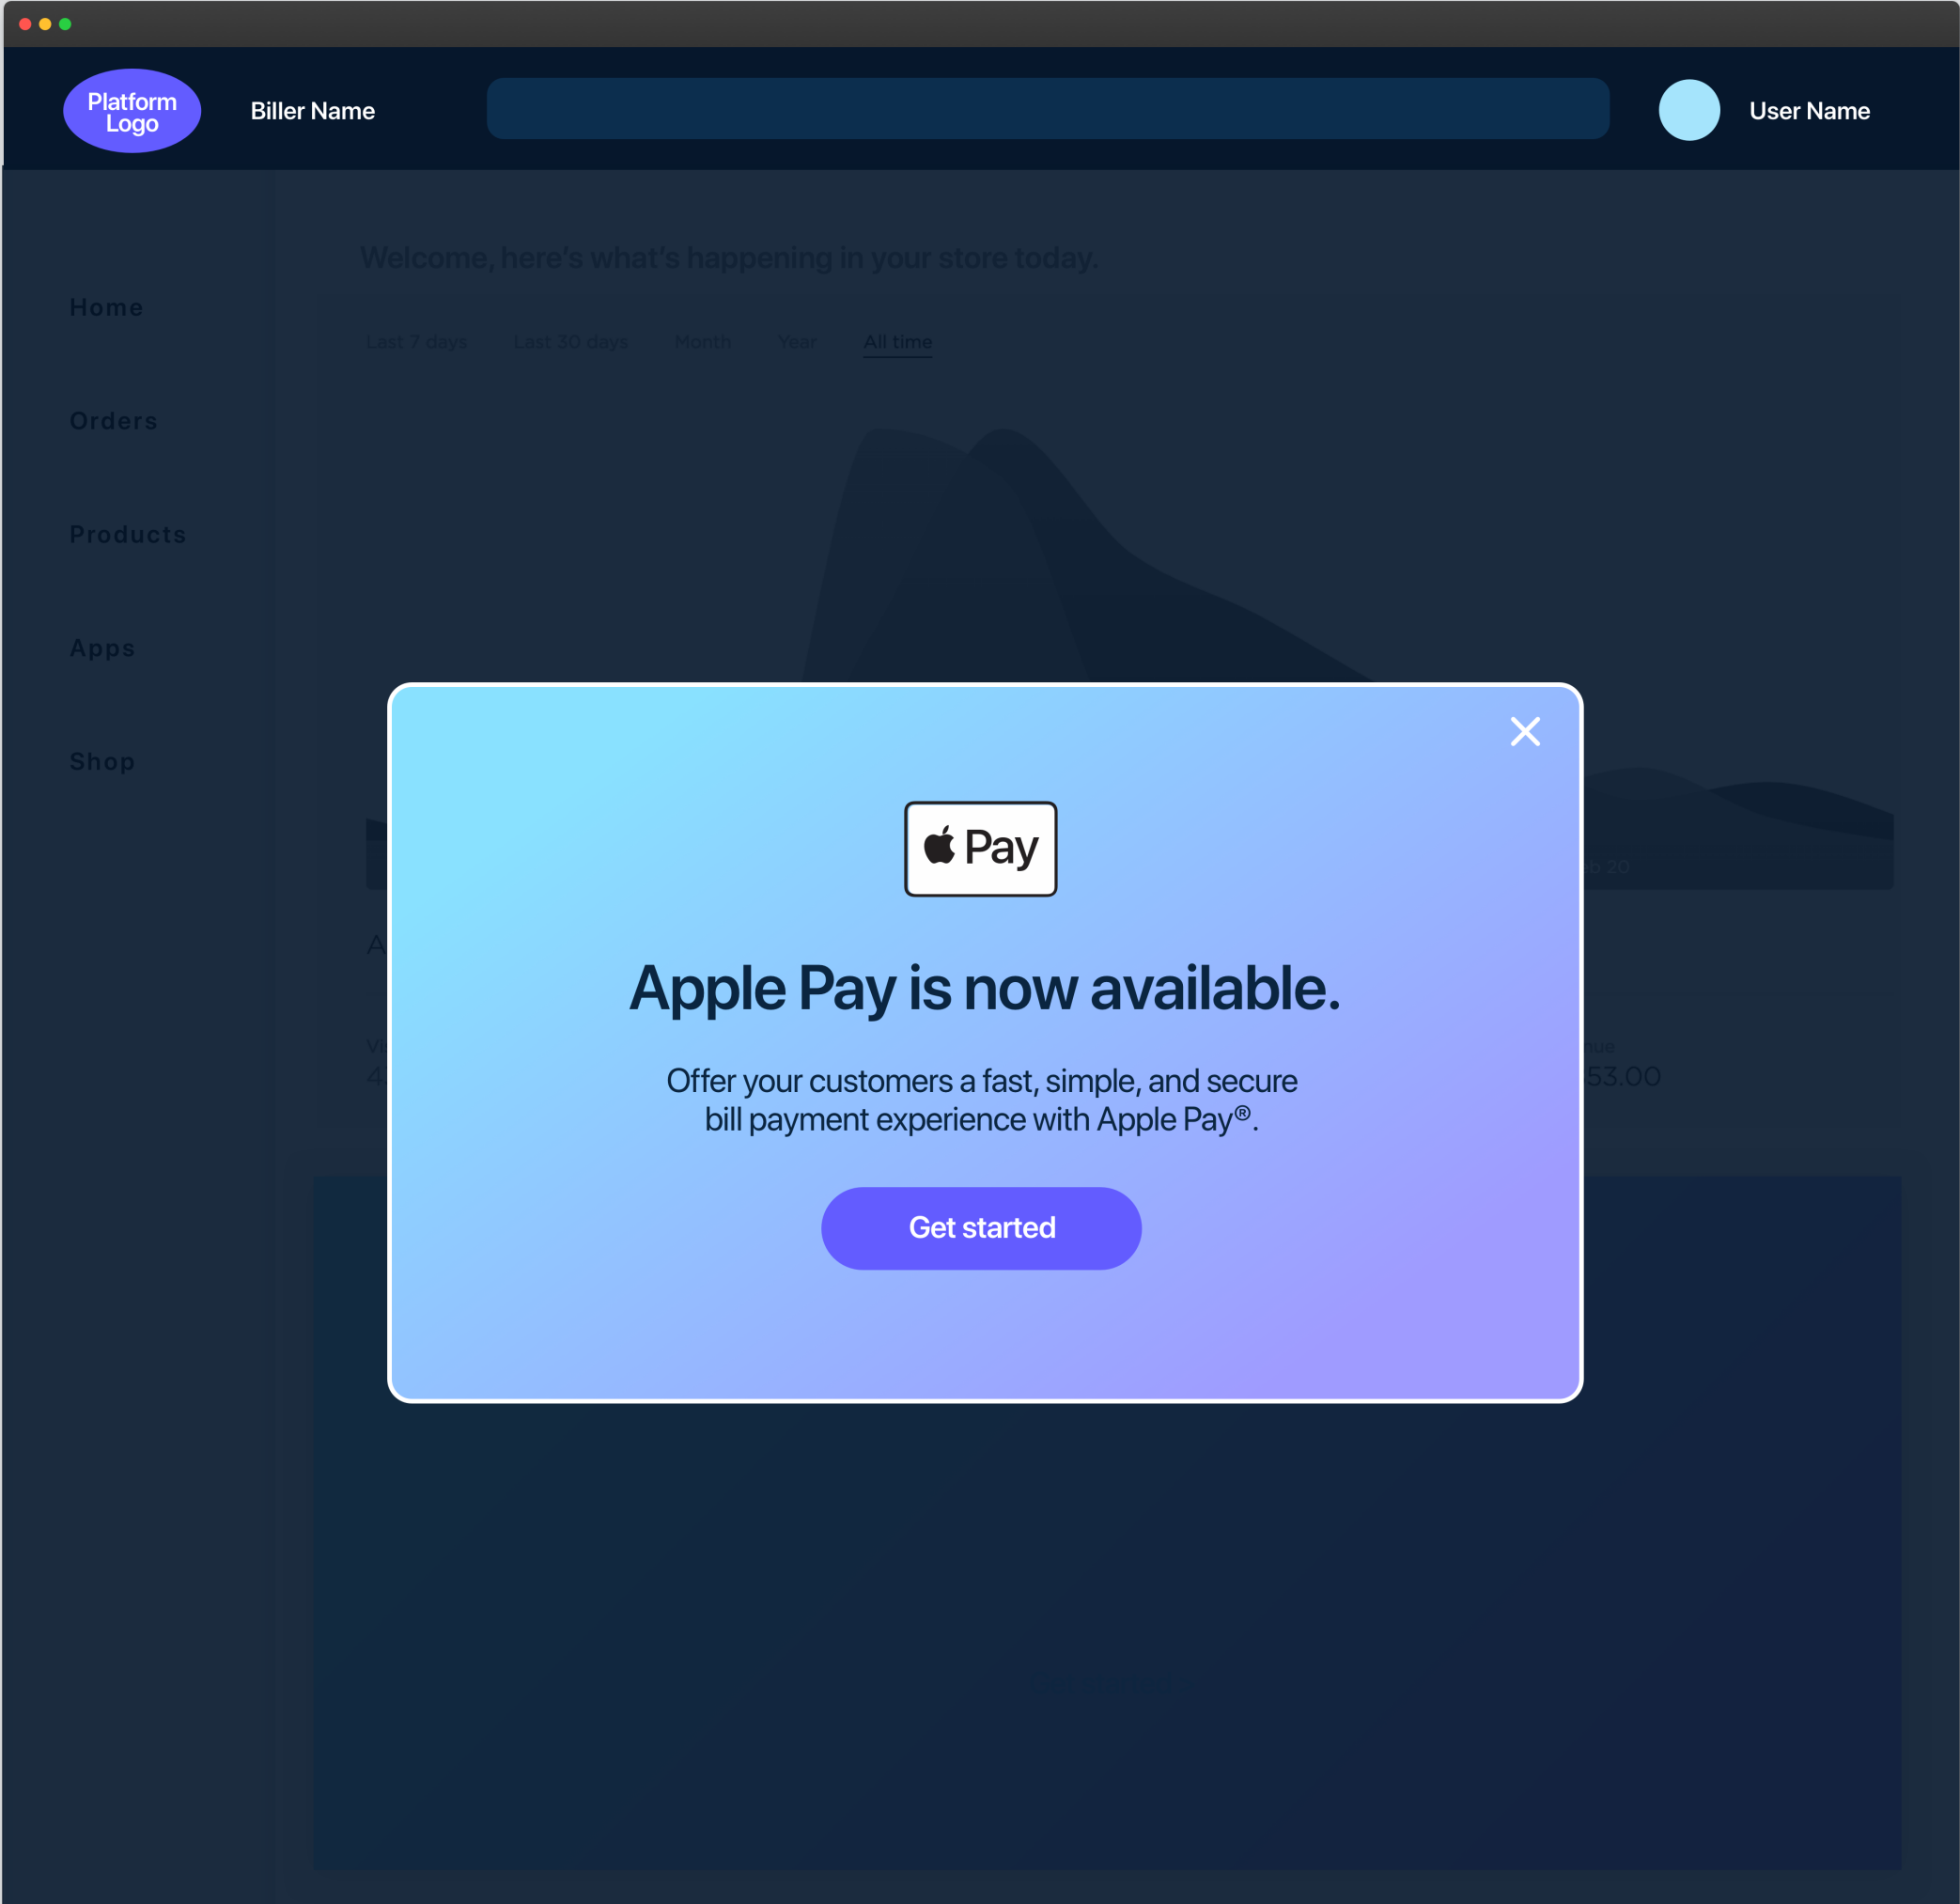 Platform
Logo
Biller Name
User Name
Welcome, here's what's happening in your store today.
Home
Last 7 days
Last 30 days
Month
Year
All time
Orders
Products
Apps
Shop
Pay
20
Apple Pay is now available.
Offer your customers a fast, simple, and secure
bill payment experience with Apple Pay®.
53.00
Get started